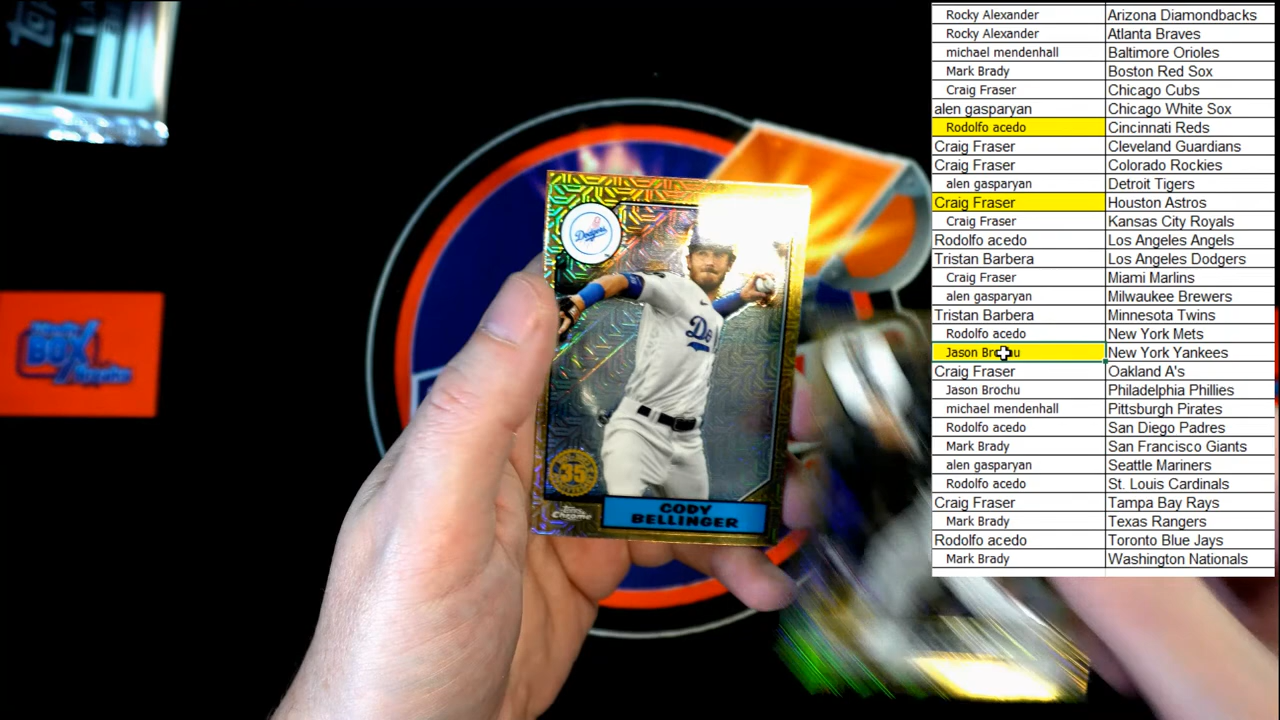 Rocky Alexander Arizona Diamondbacks
Rocky Alexander Atlanta Braves
michael mendenhall Baltimore Orioles
Mark Brady Boston Red Sox
Craig Fraser Chicago Cubs
alen gasparyan Chicago White Sox
Rodolfo acedo Cincinnati Reds
Craig Fraser Cleveland Guardians
Craig Fraser Colorado Rockies
alen gasparyan Detroit Tigers
Craig Fraser Houston Astros
Craig Fraser Kansas City Royals
Rodolfo acedo Los Angeles Angels
Tristan Barbera Los Angeles Dodgers
Craig Fraser Miami Marlins
alen gasparyan Milwaukee Brewers
Tristan Barbera Minnesota Twins
Rodolfo acedo New York Mets
Jason Brochu New York Yankees
Craig Fraser Oakland A's
Jason Brochu Philadelphia Phillies
michael mendenhall Pittsburgh Pirates
Rodolfo acedo San Diego Padres
Mark Brady San Francisco Giants
alen gasparyan Seattle Mariners
Rodolfo acedo St. Louis Cardinals
Craig Fraser Tampa Bay Rays
Mark Brady Texas Rangers
Rodolfo acedo Toronto Blue Jays
Mark Brady Washington Nationals
Dodgers
35
Topps
Chrome
CODY
BELLINGER
BOX